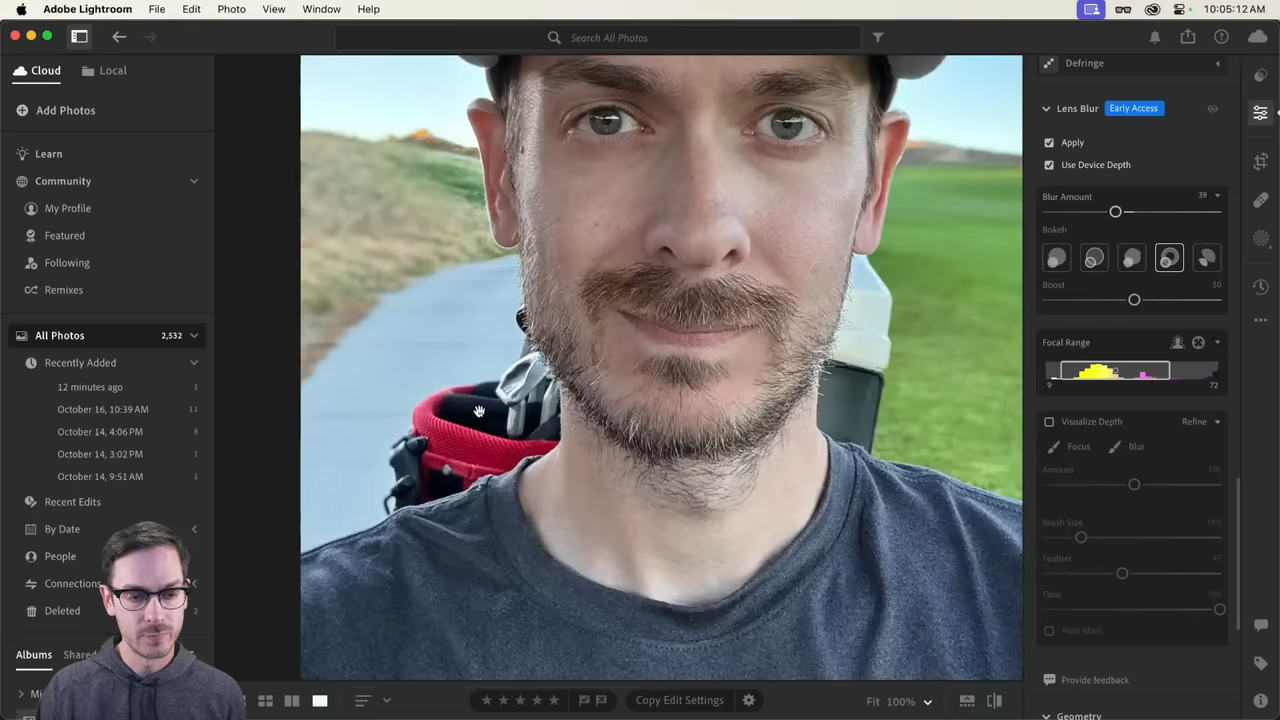 Adobe Lightroom File Edit Photo View Window Help 10:05:12 AM
Search All Photos
Cloud Local
Add Photos
Learn
Community
My Profile
Featured
Following
Remixes
All Photos 2,532
Recently Added
12 minutes ago 1
October 16, 10:39 AM 11
October 14, 4:06 PM 8
October 14, 3:02 PM 1
October 14, 9:51 AM 1
Recent Edits
By Date
People
Connections
Deleted 2
Albums
Fit 100%
Copy Edit Settings
Defringe
Lens Blur Early Access
Apply
Use Device Depth
Blur Amount 39
Bokeh
Boost 50
Focal Range
9 72
Visualize Depth Refine
Focus Blur
Amount 100
Brush Size
Feather 45
Flow 100
Auto Mask
Provide feedback
Geometry